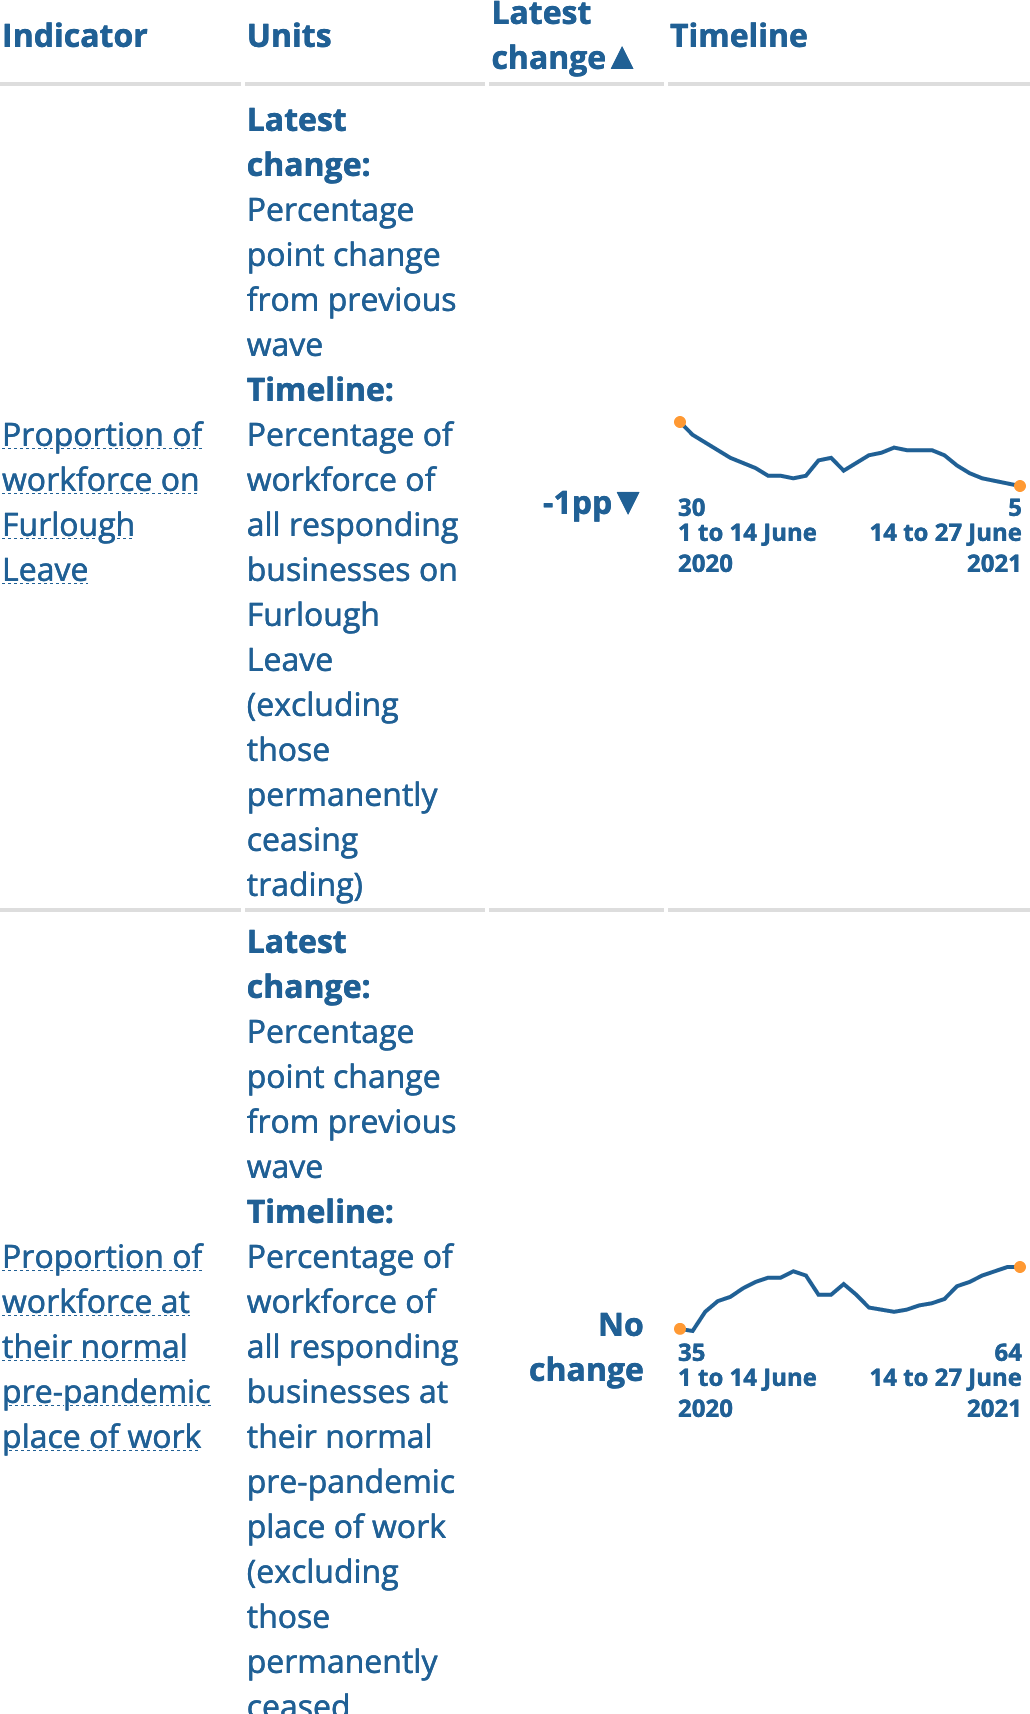 Indicator
Units
Latest
change▲
Timeline
Proportion of
workforce on
Furlough
Leave
Latest
change:
Percentage
point change
from previous
wave
Timeline:
Percentage of
workforce of
all responding
businesses on
Furlough
Leave
(excluding
those
permanently
ceasing
trading)
-1pp▼
30
1 to 14 June
2020
5
14 to 27 June
2021
Proportion of
workforce at
their normal
pre-pandemic
place of work
Latest
change:
Percentage
point change
from previous
wave
Timeline:
Percentage of
workforce of
all responding
businesses at
their normal
pre-pandemic
place of work
(excluding
those
permanently
ceased
No
change
35
1 to 14 June
2020
64
14 to 27 June
2021